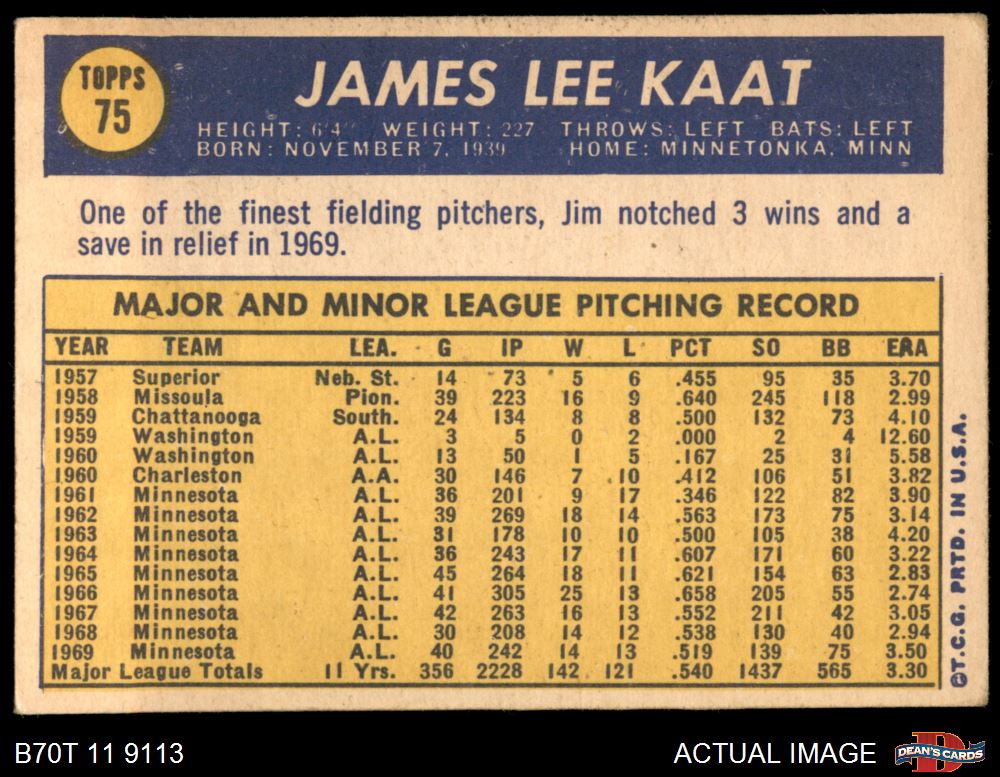 TOPPS
75
JAMES LEE KAAT
HEIGHT: 6'4" WEIGHT: 227 THROWS: LEFT BATS: LEFT
BORN: NOVEMBER 7, 1939 HOME: MINNETONKA, MINN
One of the finest fielding pitchers, Jim notched 3 wins and a
save in relief in 1969.
MAJOR AND MINOR LEAGUE PITCHING RECORD
YEAR TEAM LEA. G IP W L PCT SO BB ERA
1957 Superior Neb. St. 14 73 5 6 .455 95 35 3.70
1958 Missoula Pion. 39 223 16 9 .640 245 118 2.99
1959 Chattanooga South. 24 134 8 8 .500 132 73 4.10
1959 Washington A.L. 3 5 0 2 .000 2 4 12.60
1960 Washington A.L. 13 50 1 5 .167 25 31 5.58
1960 Charleston A.A. 30 146 7 10 .412 106 51 3.82
1961 Minnesota A.L. 36 201 9 17 .346 122 82 3.90
1962 Minnesota A.L. 39 269 18 14 .563 173 75 3.14
1963 Minnesota A.L. 31 178 10 10 .500 105 38 4.20
1964 Minnesota A.L. 36 243 17 11 .607 171 60 3.22
1965 Minnesota A.L. 45 264 18 11 .621 154 63 2.83
1966 Minnesota A.L. 41 305 25 13 .658 205 55 2.74
1967 Minnesota A.L. 42 263 16 13 .552 211 42 3.05
1968 Minnesota A.L. 30 208 14 12 .538 130 40 2.94
1969 Minnesota A.L. 40 242 14 13 .519 139 75 3.50
Major League Totals 11 Yrs. 356 2228 142 121 .540 1437 565 3.30
©T.C.G. PRTD. IN U.S.A.
B70T 11 9113
ACTUAL IMAGE
DEAN'S CARDS